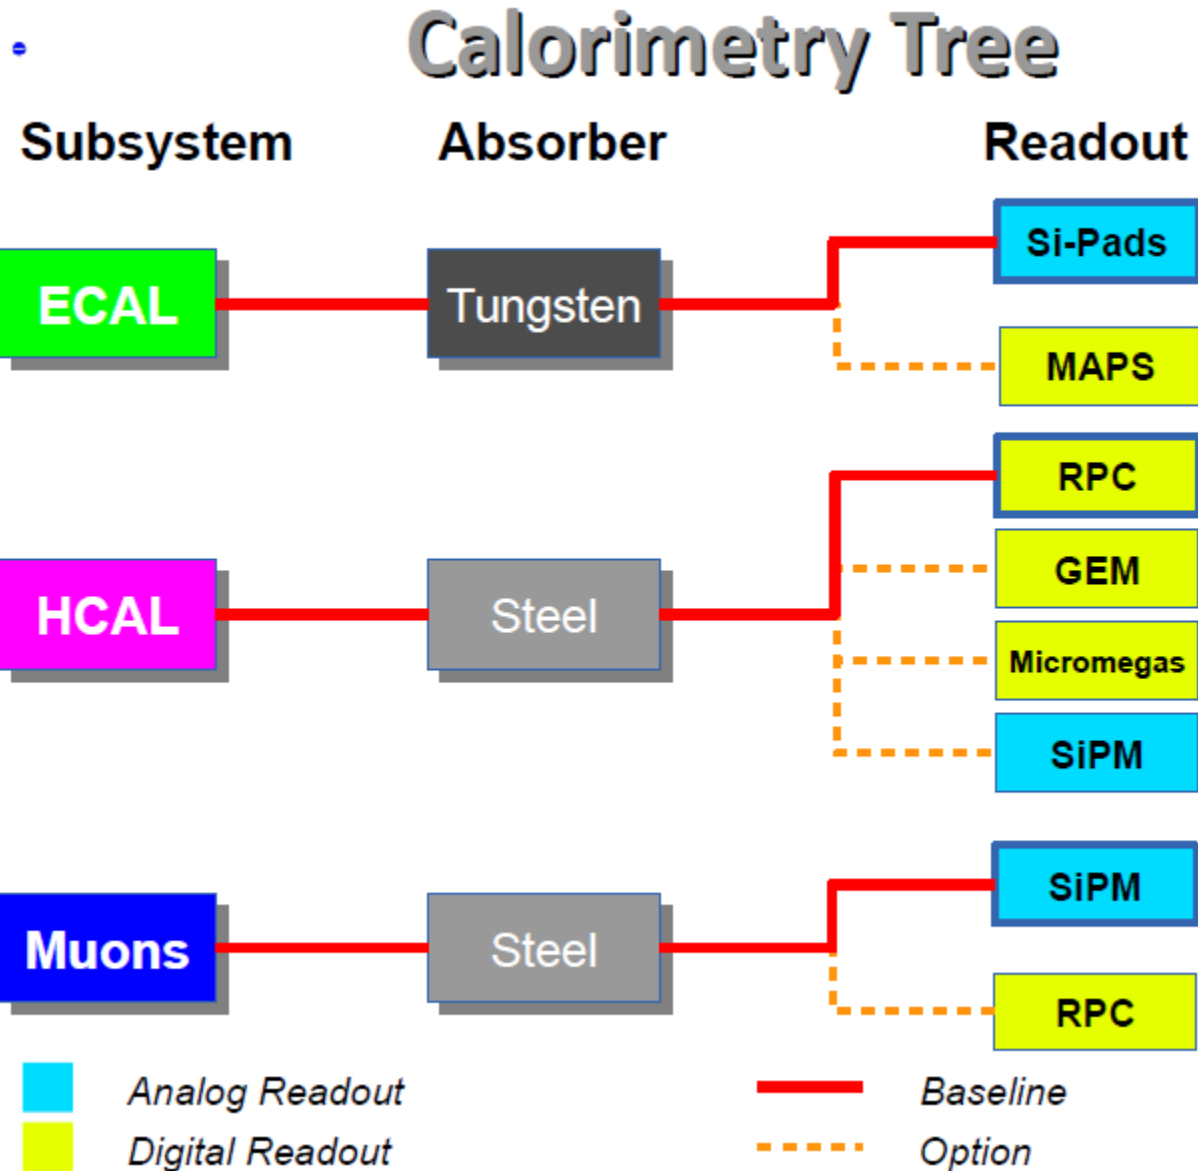 Calorimetry Tree
Subsystem Absorber Readout
Si-Pads
ECAL Tungsten
MAPS
RPC
GEM
HCAL Steel
Micromegas
SiPM
SiPM
Muons Steel
RPC
Analog Readout Baseline
Digital Readout Option